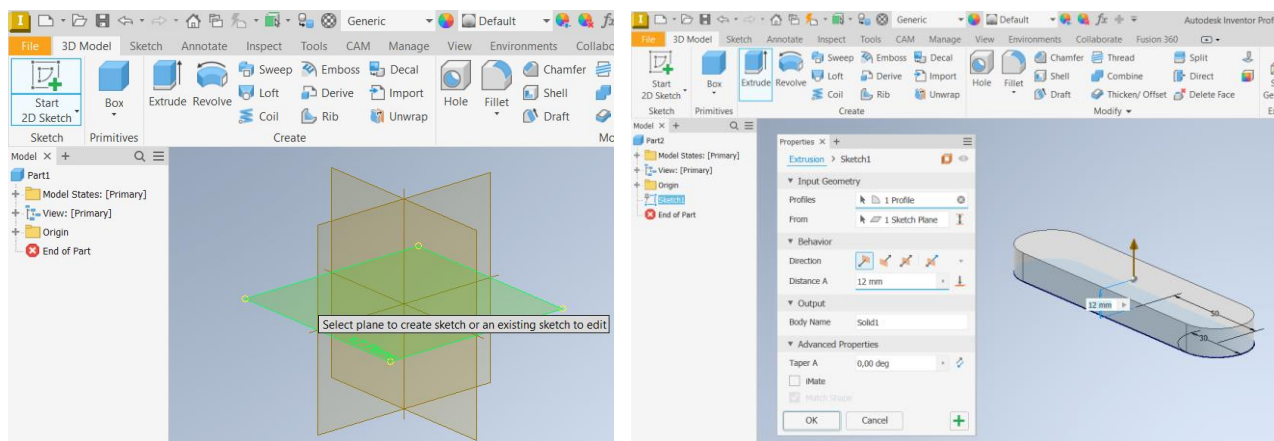 Generic Default fx
File 3D Model Sketch Annotate Inspect Tools CAM Manage View Environments
Start
2D Sketch
Box
Extrude Revolve
Sweep Emboss Decal
Loft Derive Import
Coil Rib Unwrap
Hole Fillet
Chamfer
Shell
Draft
Sketch Primitives Create
Model × +
Part1
Model States: [Primary]
View: [Primary]
Origin
End of Part
Select plane to create sketch or an existing sketch to edit
Generic Default fx Autodesk Inventor Prof
File 3D Model Sketch Annotate Inspect Tools CAM Manage View Environments Collaborate Fusion 360
Start
2D Sketch
Box
Extrude Revolve
Sweep Emboss Decal
Loft Derive Import
Coil Rib Unwrap
Hole Fillet
Chamfer Thread Split
Shell Combine Direct
Draft Thicken/ Offset Delete Face
Sketch Primitives Create Modify
Model × +
Part2
Model States: [Primary]
View: [Primary]
Origin
Sketch1
End of Part
Properties × +
Extrusion > Sketch1
Input Geometry
Profiles 1 Profile
From 1 Sketch Plane
Behavior
Direction
Distance A 12 mm
Output
Body Name Solid1
Advanced Properties
Taper A 0,00 deg
iMate
Match Shape
OK Cancel
12 mm
50
30